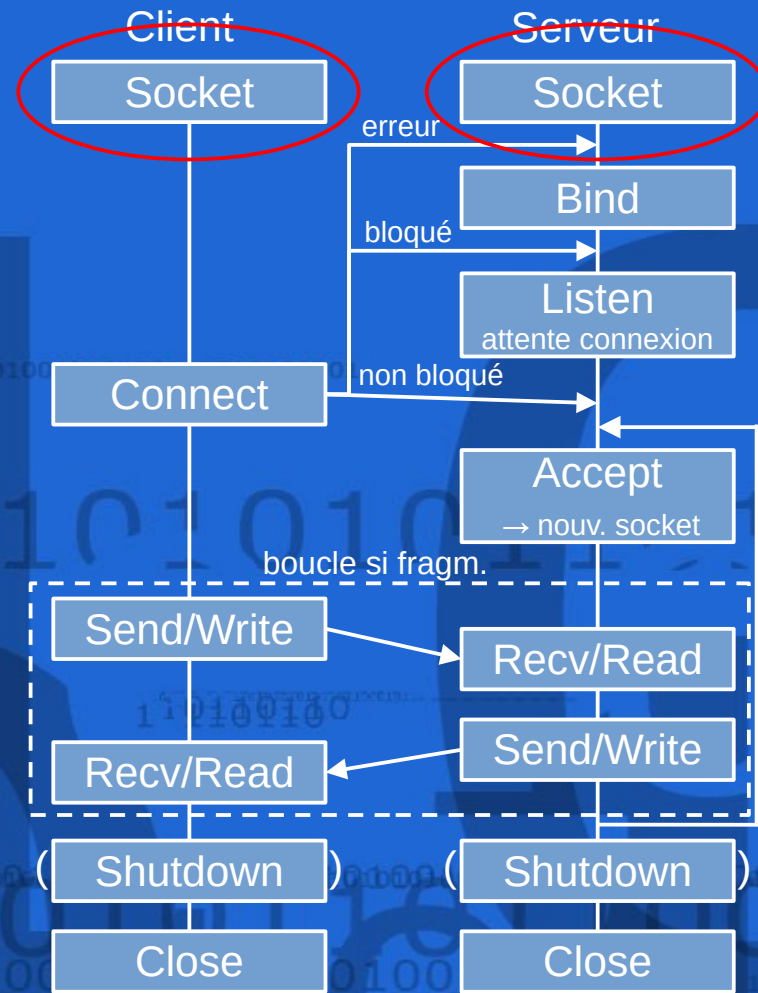 Client
Serveur
Socket
Socket
erreur
Bind
bloqué
Listen
attente connexion
non bloqué
Connect
Accept
→ nouv. socket
boucle si fragm.
Send/Write
Recv/Read
Send/Write
Recv/Read
( Shutdown )
( Shutdown )
Close
Close